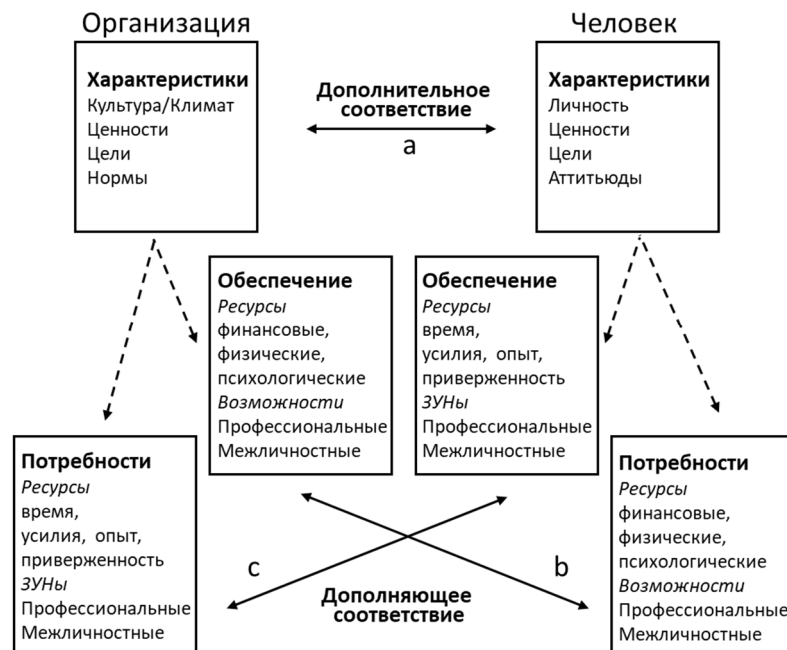 Организация
Человек
Характеристики
Культура/Климат
Ценности
Цели
Нормы
Дополнительное
соответствие
a
Характеристики
Личность
Ценности
Цели
Аттитьюды
Обеспечение
Ресурсы
финансовые,
физические,
психологические
Возможности
Профессиональные
Межличностные
Обеспечение
Ресурсы
время,
усилия, опыт,
приверженность
ЗУНы
Профессиональные
Межличностные
Потребности
Ресурсы
время,
усилия, опыт,
приверженность
ЗУНы
Профессиональные
Межличностные
c
b
Дополняющее
соответствие
Потребности
Ресурсы
финансовые,
физические,
психологические
Возможности
Профессиональные
Межличностные